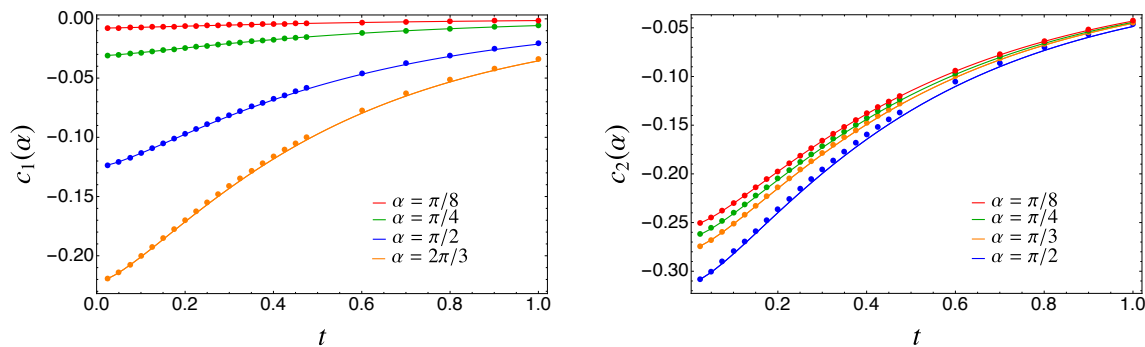 0.00
−0.05
−0.10
−0.15
−0.20
c₁(α)
α = π/8
α = π/4
α = π/2
α = 2π/3
0.0 0.2 0.4 0.6 0.8 1.0
t
−0.05
−0.10
−0.15
−0.20
−0.25
−0.30
c₂(α)
α = π/8
α = π/4
α = π/3
α = π/2
0.2 0.4 0.6 0.8 1.0
t